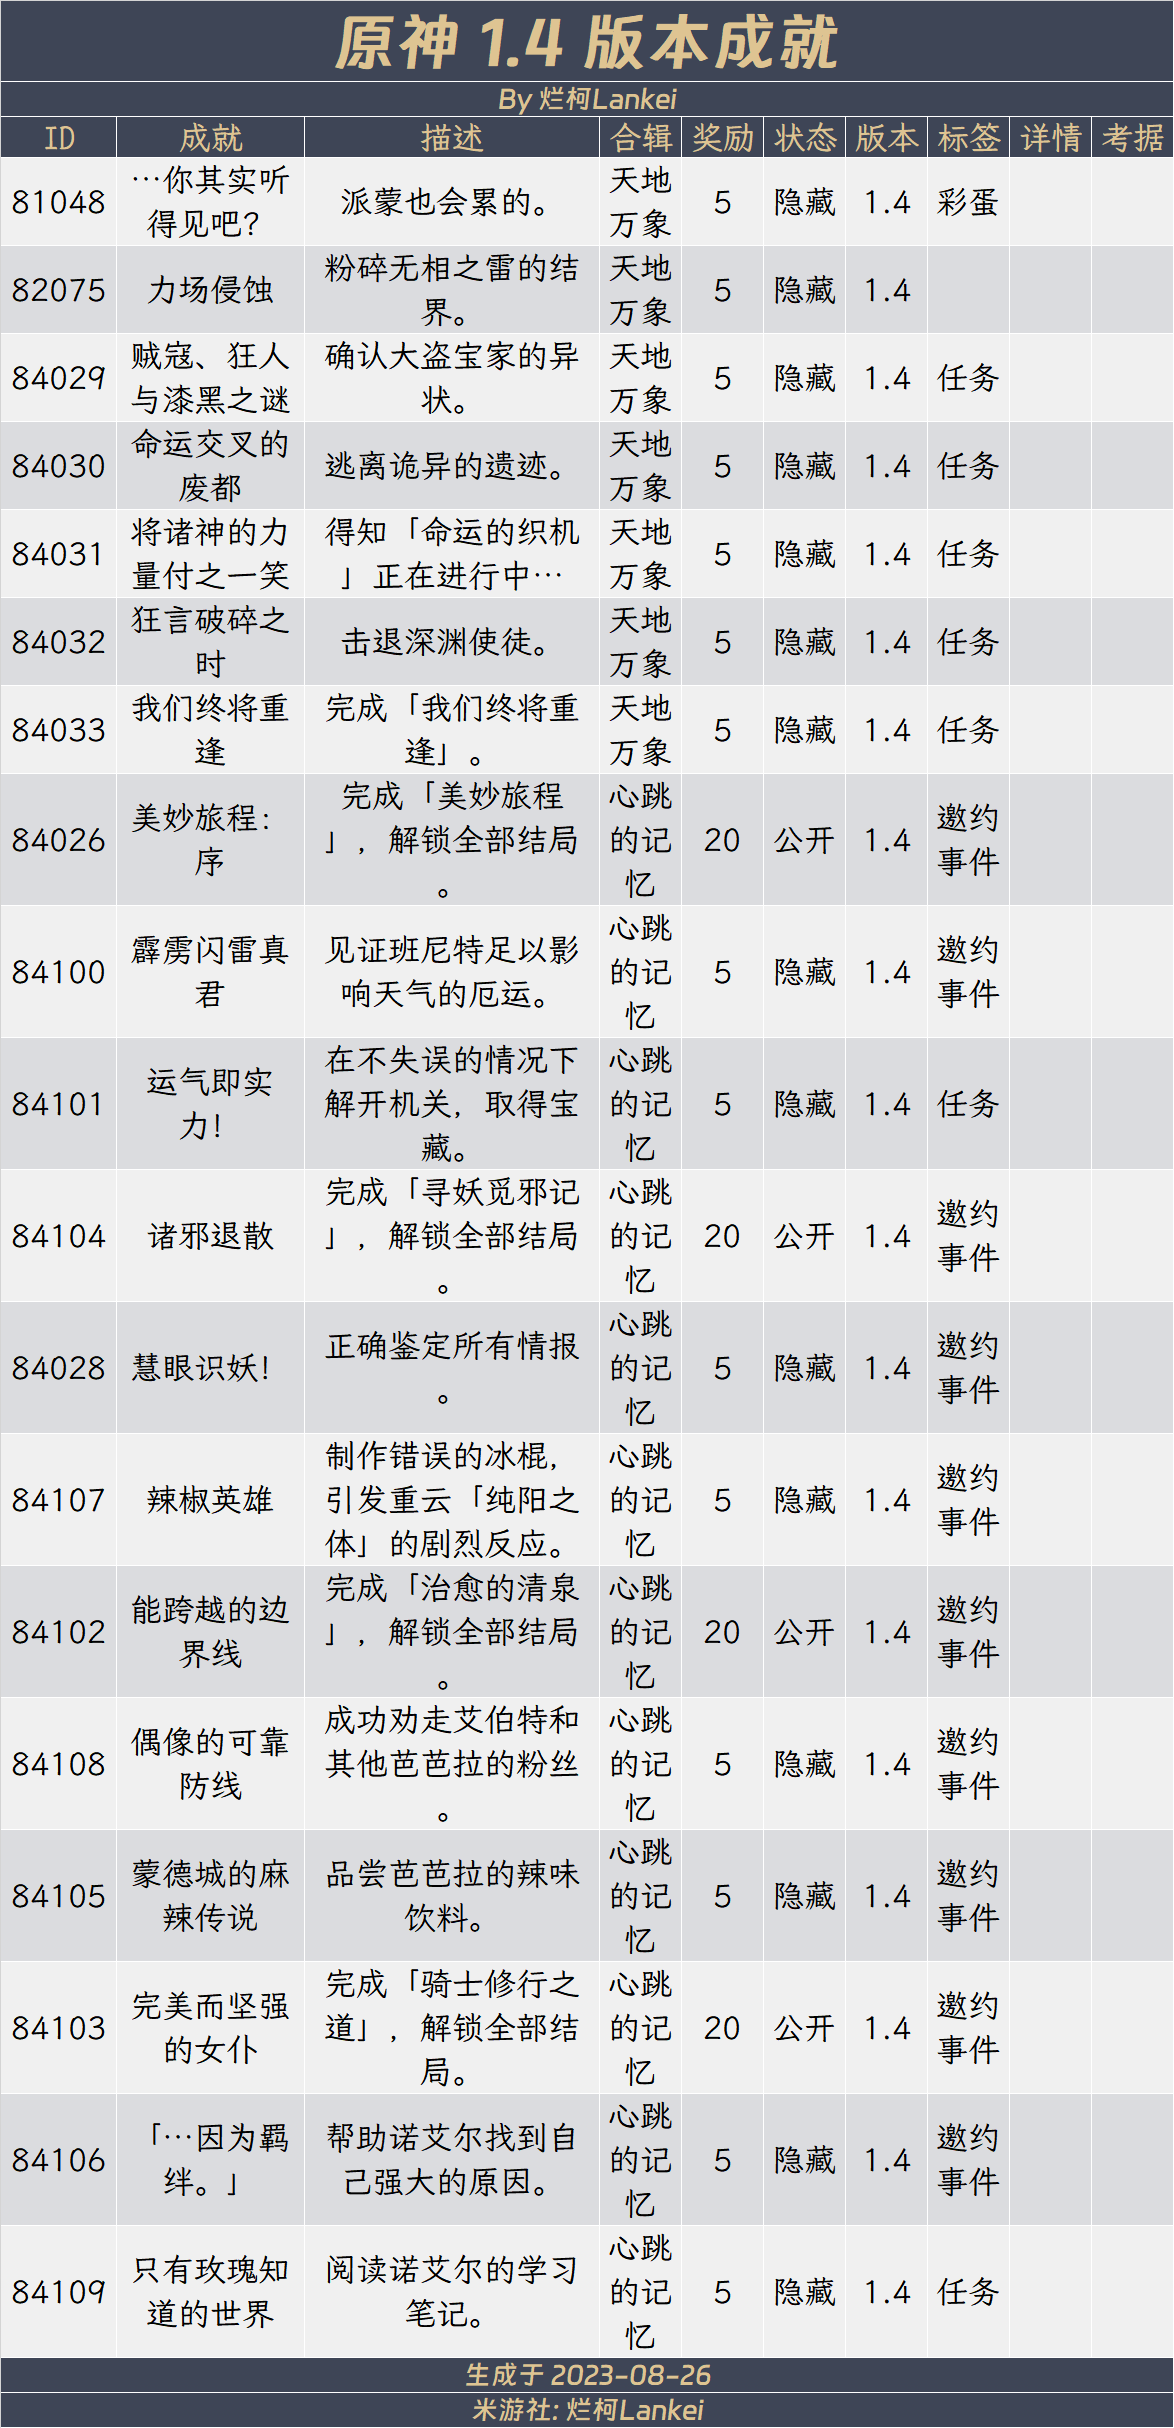 原神 1.4 版本成就
By 烂柯Lankei
ID 成就 描述 合辑 奖励 状态 版本 标签 详情 考据
81048 …你其实听得见吧？ 派蒙也会累的。 天地万象 5 隐藏 1.4 彩蛋
82075 力场侵蚀 粉碎无相之雷的结界。 天地万象 5 隐藏 1.4
84029 贼寇、狂人与漆黑之谜 确认大盗宝家的异状。 天地万象 5 隐藏 1.4 任务
84030 命运交叉的废都 逃离诡异的遗迹。 天地万象 5 隐藏 1.4 任务
84031 将诸神的力量付之一笑 得知「命运的织机」正在进行中… 天地万象 5 隐藏 1.4 任务
84032 狂言破碎之时 击退深渊使徒。 天地万象 5 隐藏 1.4 任务
84033 我们终将重逢 完成「我们终将重逢」。 天地万象 5 隐藏 1.4 任务
84026 美妙旅程：序 完成「美妙旅程」，解锁全部结局。 心跳的记忆 20 公开 1.4 邀约事件
84100 霹雳闪雷真君 见证班尼特足以影响天气的厄运。 心跳的记忆 5 隐藏 1.4 邀约事件
84101 运气即实力！ 在不失误的情况下解开机关，取得宝藏。 心跳的记忆 5 隐藏 1.4 任务
84104 诸邪退散 完成「寻妖觅邪记」，解锁全部结局。 心跳的记忆 20 公开 1.4 邀约事件
84028 慧眼识妖！ 正确鉴定所有情报。 心跳的记忆 5 隐藏 1.4 邀约事件
84107 辣椒英雄 制作错误的冰棍，引发重云「纯阳之体」的剧烈反应。 心跳的记忆 5 隐藏 1.4 邀约事件
84102 能跨越的边界线 完成「治愈的清泉」，解锁全部结局。 心跳的记忆 20 公开 1.4 邀约事件
84108 偶像的可靠防线 成功劝走艾伯特和其他芭芭拉的粉丝。 心跳的记忆 5 隐藏 1.4 邀约事件
84105 蒙德城的麻辣传说 品尝芭芭拉的辣味饮料。 心跳的记忆 5 隐藏 1.4 邀约事件
84103 完美而坚强的女仆 完成「骑士修行之道」，解锁全部结局。 心跳的记忆 20 公开 1.4 邀约事件
84106 「…因为羁绊。」 帮助诺艾尔找到自己强大的原因。 心跳的记忆 5 隐藏 1.4 邀约事件
84109 只有玫瑰知道的世界 阅读诺艾尔的学习笔记。 心跳的记忆 5 隐藏 1.4 任务
生成于 2023-08-26
米游社: 烂柯Lankei